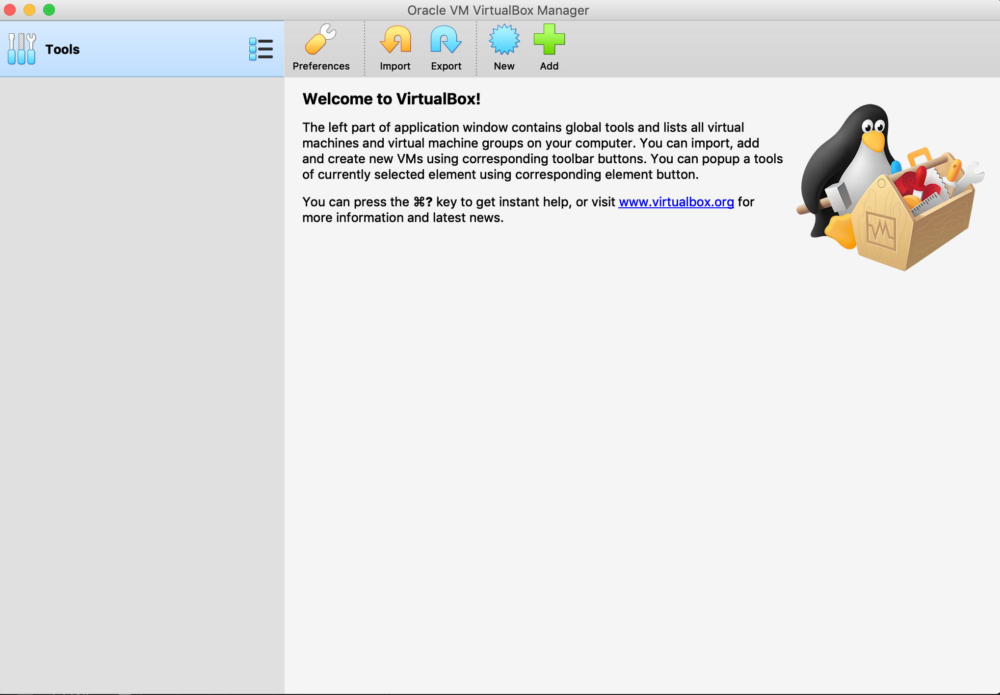 Oracle VM VirtualBox Manager
Tools
Preferences
Import
Export
New
Add
Welcome to VirtualBox!
The left part of application window contains global tools and lists all virtual
machines and virtual machine groups on your computer. You can import, add
and create new VMs using corresponding toolbar buttons. You can popup a tools
of currently selected element using corresponding element button.
You can press the ⌘? key to get instant help, or visit www.virtualbox.org for
more information and latest news.